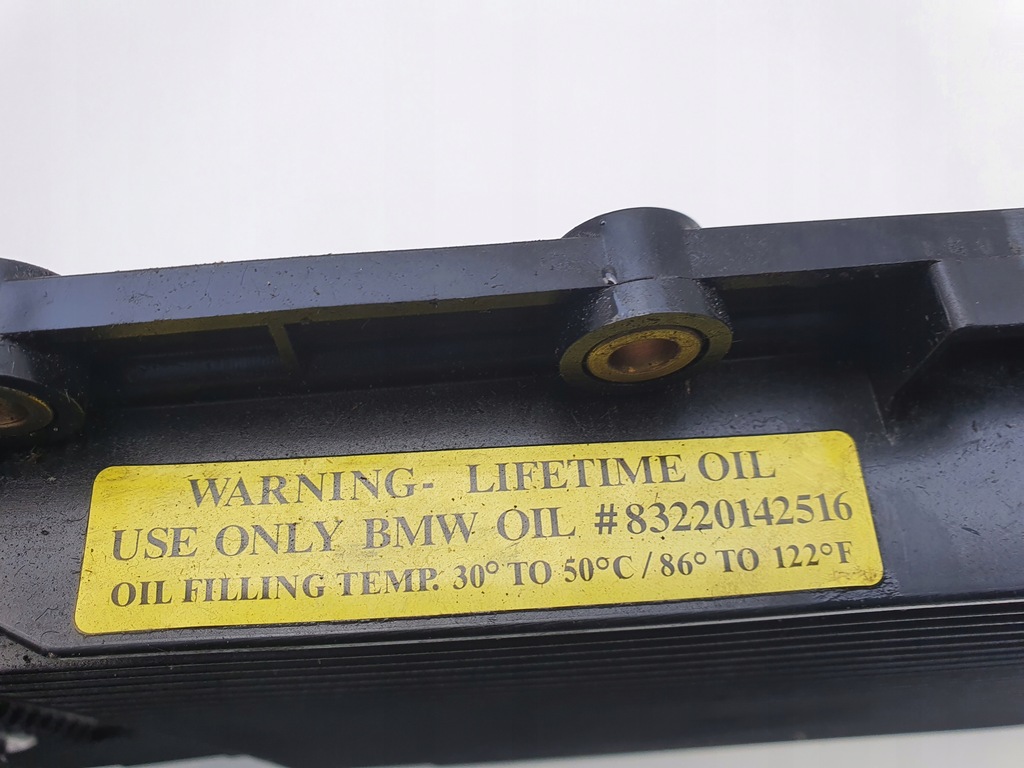 WARNING- LIFETIME OIL
USE ONLY BMW OIL #83220142516
OIL FILLING TEMP. 30° TO 50°C / 86° TO 122°F